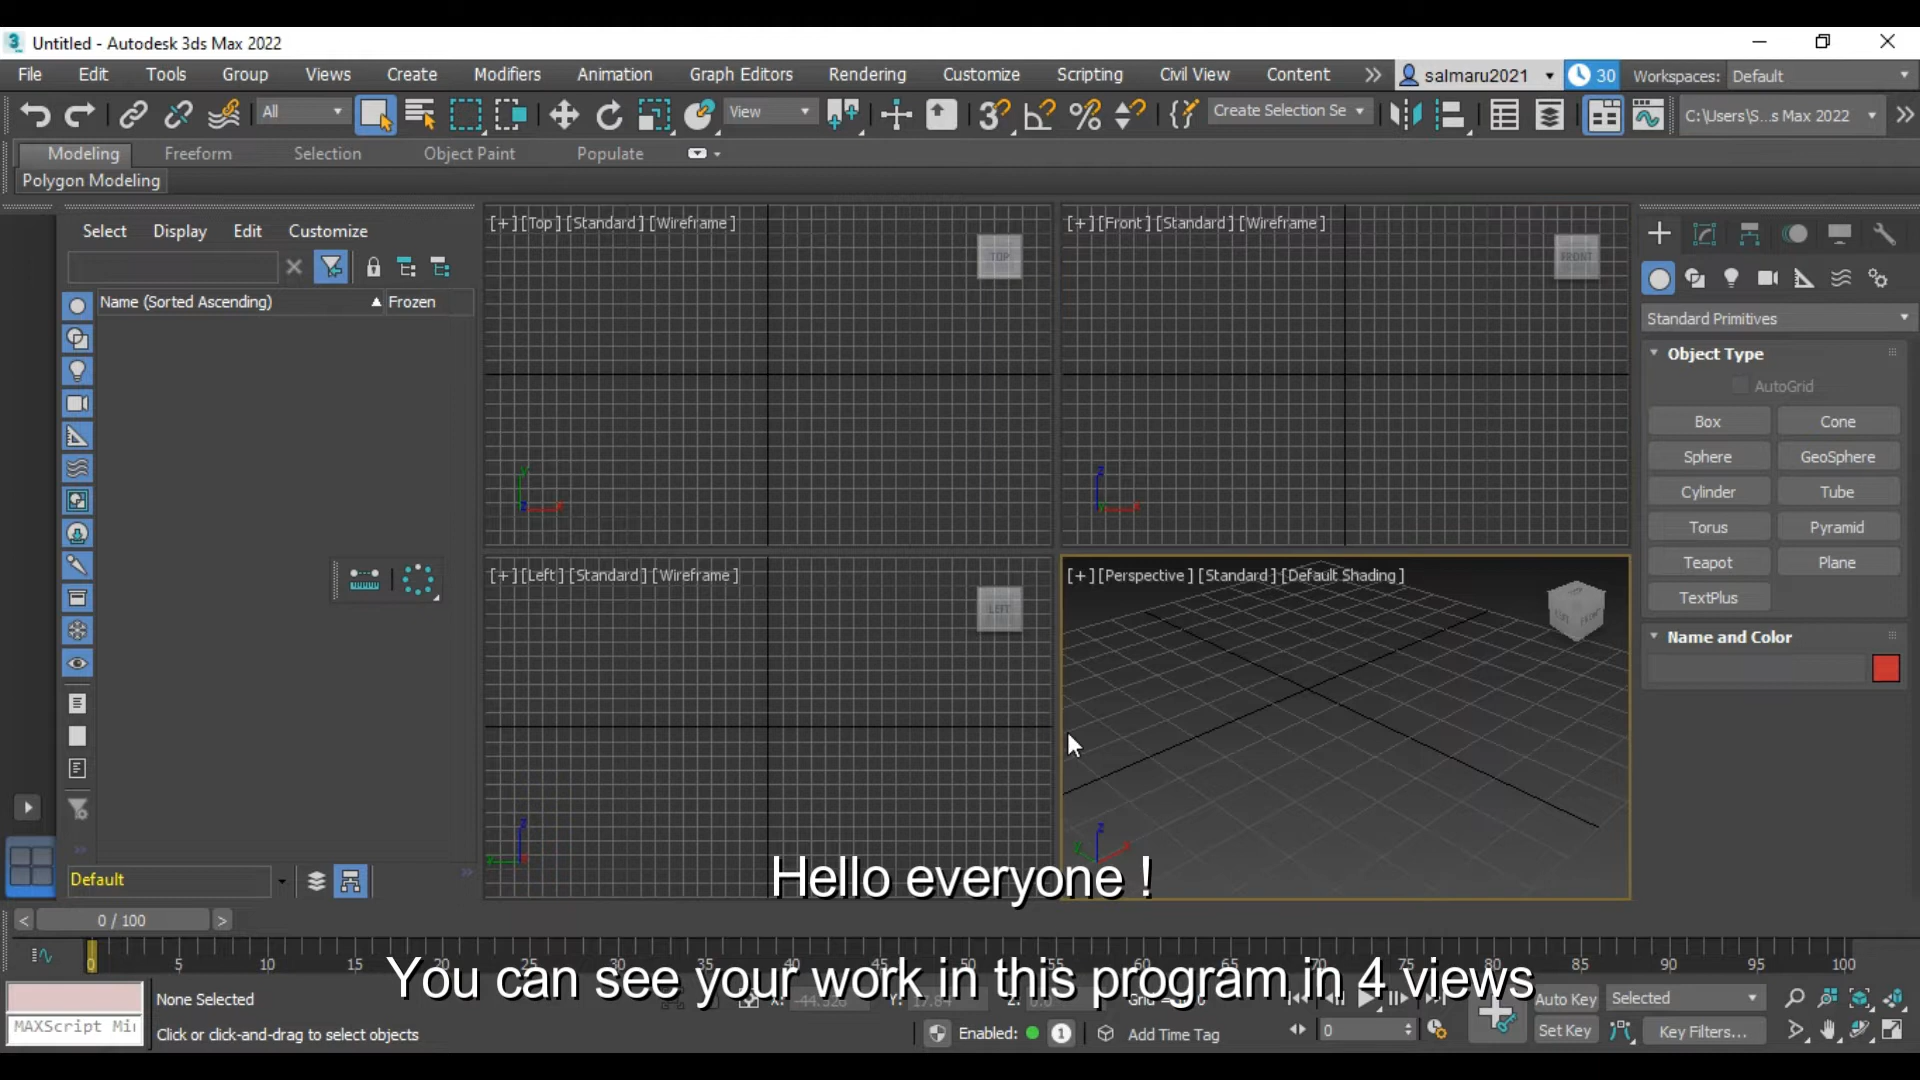 Untitled - Autodesk 3ds Max 2022
File Edit Tools Group Views Create Modifiers Animation Graph Editors Rendering Customize Scripting Civil View Content salmaru2021 30 Workspaces: Default
All View Create Selection Se C:\Users\S...s Max 2022
Modeling Freeform Selection Object Paint Populate
Polygon Modeling
Select Display Edit Customize
Name (Sorted Ascending) Frozen
[+] [Top] [Standard] [Wireframe]
TOP
[+] [Front] [Standard] [Wireframe]
FRONT
[+] [Left] [Standard] [Wireframe]
LEFT
[+] [Perspective] [Standard] [Default Shading]
FRONT
Standard Primitives
Object Type
AutoGrid
Box Cone
Sphere GeoSphere
Cylinder Tube
Torus Pyramid
Teapot Plane
TextPlus
Name and Color
Default
Hello everyone !
0 / 100
0 5 10 15 20 25 30 35 40 45 50 55 60 65 70 75 80 85 90 95 100
You can see your work in this program in 4 views
None Selected X: Y: Z: Auto Key Selected
MAXScript Mi
Click or click-and-drag to select objects Enabled: 1 Add Time Tag 0 Set Key Key Filters...